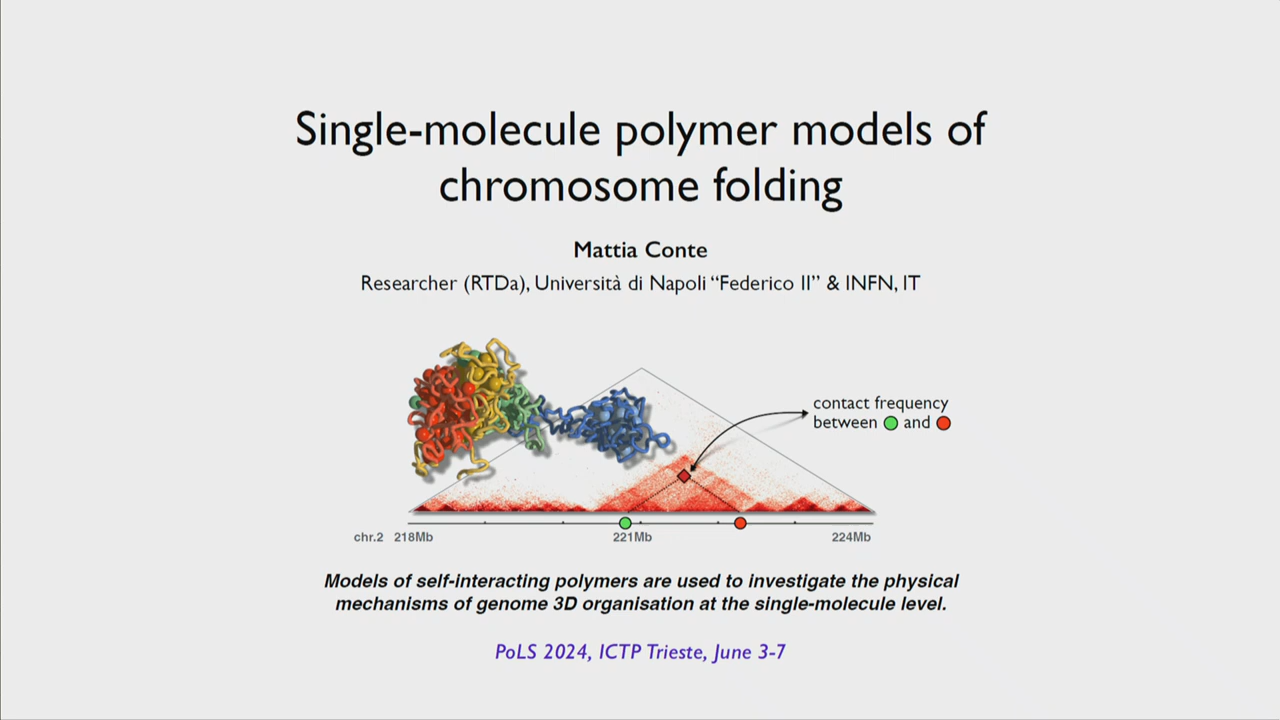 Single-molecule polymer models of
chromosome folding
Mattia Conte
Researcher (RTDa), Università di Napoli “Federico II” & INFN, IT
contact frequency
between and
chr.2 218Mb 221Mb 224Mb
Models of self-interacting polymers are used to investigate the physical
mechanisms of genome 3D organisation at the single-molecule level.
PoLS 2024, ICTP Trieste, June 3-7